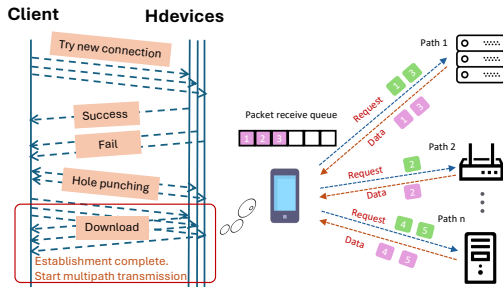 Client
Hdevices
Try new connection
Success
Fail
Hole punching
Download
Establishment complete.
Start multipath transmission
Packet receive queue
1 2 3
Path 1
Request 1 3
Data 1 3
Path 2
Request 2
Data 2
Path n
Request 4 5
Data 4 5